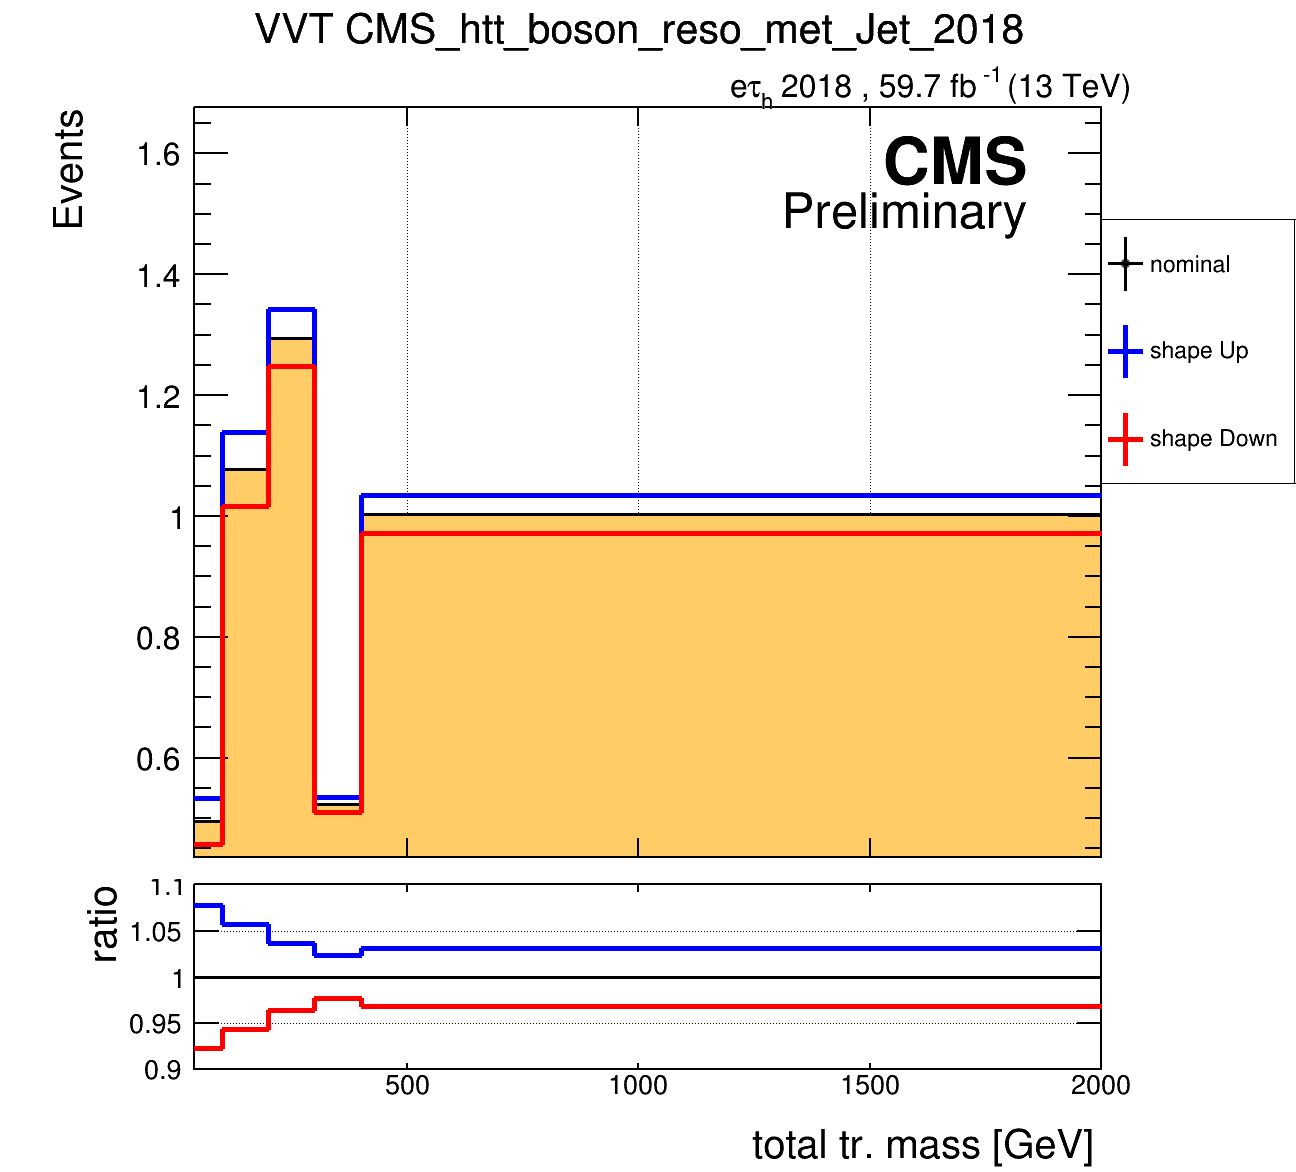 VVT CMS_htt_boson_reso_met_Jet_2018
eτh 2018 , 59.7 fb-1 (13 TeV)
Events
1.6
1.4
1.2
1
0.8
0.6
CMS
Preliminary
nominal
shape Up
shape Down
ratio
1.1
1.05
1
0.95
0.9
500 1000 1500 2000
total tr. mass [GeV]